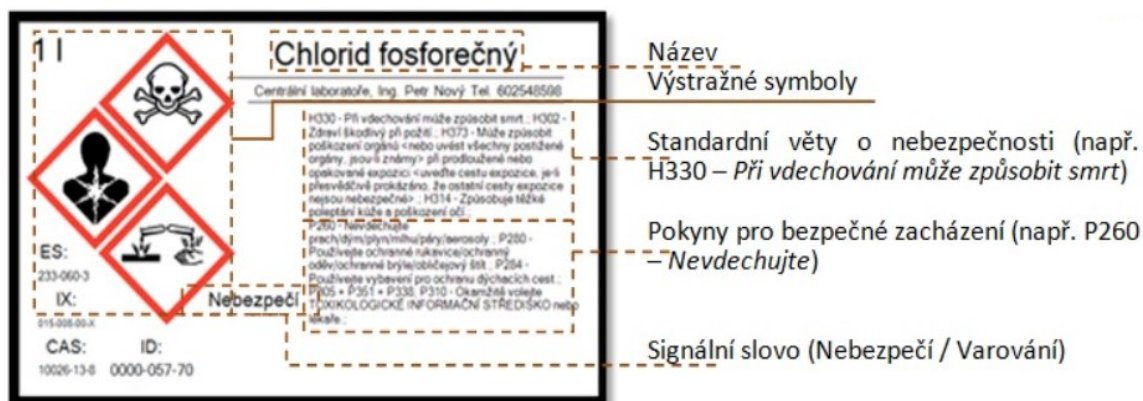 1 l
Chlorid fosforečný
Centrální laboratoře, Ing. Petr Nový Tel. 602548598
H330 - Při vdechování může způsobit smrt .; H302 -
Zdraví škodlivý při požití .; H373 - Může způsobit
poškození orgánů <nebo uvést všechny postižené
orgány, jsou-li známy> při prodloužené nebo
opakované expozici <uveďte cestu expozice, je-li
přesvědčivě prokázáno, že ostatní cesty expozice
nejsou nebezpečné> .; H314 - Způsobuje těžké
poleptání kůže a poškození očí .;
P260 - Nevdechujte
prach/dým/plyn/mlhu/páry/aerosoly .; P280 -
Používejte ochranné rukavice/ochranný
oděv/ochranné brýle/obličejový štít .; P284 -
Používejte vybavení pro ochranu dýchacích cest .;
P305 + P351 + P338, P310 - Okamžitě volejte
TOXIKOLOGICKÉ INFORMAČNÍ STŘEDISKO nebo
lékaře .;
ES:
233-060-3
IX:
015-008-00-X
Nebezpečí
CAS:
10026-13-8
ID:
0000-057-70
Název
Výstražné symboly
Standardní věty o nebezpečnosti (např.
H330 – Při vdechování může způsobit smrt)
Pokyny pro bezpečné zacházení (např. P260
– Nevdechujte)
Signální slovo (Nebezpečí / Varování)